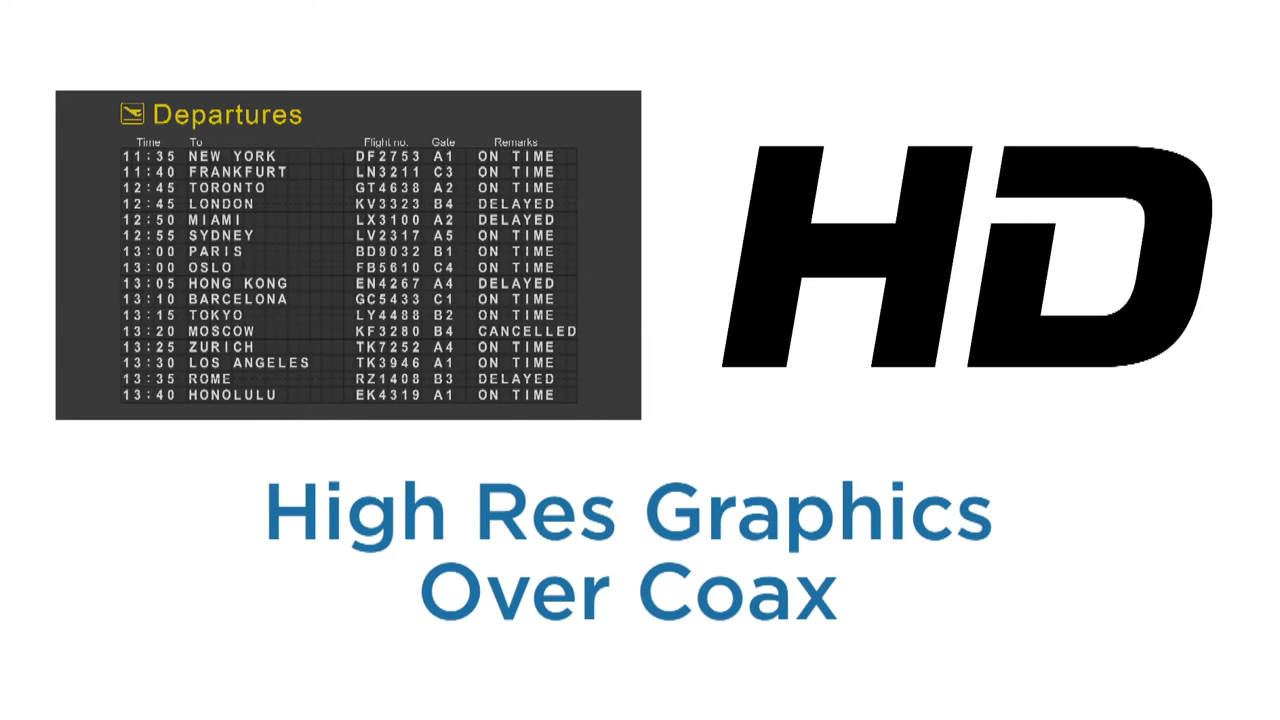 Departures
Time To Flight no. Gate Remarks
11:35 NEW YORK DF2753 A1 ON TIME
11:40 FRANKFURT LN3211 C3 ON TIME
12:45 TORONTO GT4638 A2 ON TIME
12:45 LONDON KV3323 B4 DELAYED
12:50 MIAMI LX3100 A2 DELAYED
12:55 SYDNEY LV2317 A5 ON TIME
13:00 PARIS BD9032 B1 ON TIME
13:00 OSLO FB5610 C4 ON TIME
13:05 HONG KONG EN4267 A4 DELAYED
13:10 BARCELONA GC5433 C1 ON TIME
13:15 TOKYO LY4488 B2 ON TIME
13:20 MOSCOW KF3280 B4 CANCELLED
13:25 ZURICH TK7252 A4 ON TIME
13:30 LOS ANGELES TK3946 A1 ON TIME
13:35 ROME RZ1408 B3 DELAYED
13:40 HONOLULU EK4319 A1 ON TIME
HD
High Res Graphics
Over Coax